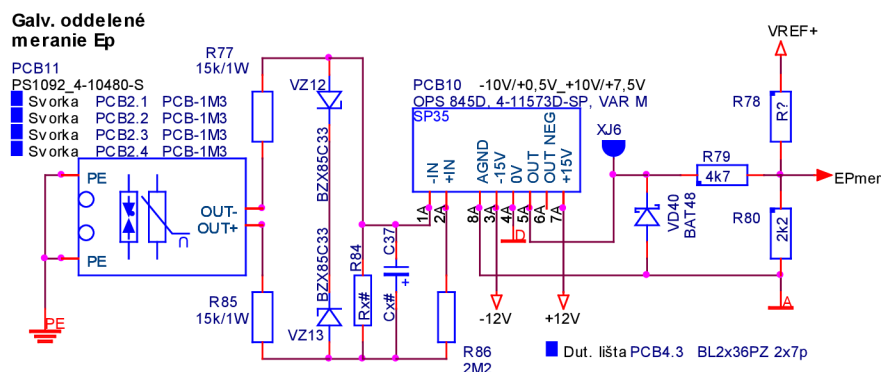 Galv. oddelené
meranie Ep
PCB11
PS1092_4-10480-S
Svorka PCB2.1 PCB-1M3
Svorka PCB2.2 PCB-1M3
Svorka PCB2.3 PCB-1M3
Svorka PCB2.4 PCB-1M3
PE
PE
OUT-
OUT+
U
PE
R77
15k/1W
R85
15k/1W
VZ12
BZX85C33
BZX85C33
VZ13
R84
Rx#
C37
+
Cx#
PCB10 -10V/+0,5V_+10V/+7,5V
OPS 845D, 4-11573D-SP, VAR M
SP35
-IN
+IN
AGND
-15V
0V
OUT
OUT NEG
+15V
1A
2A
8A
3A
4A
5A
6A
7A
D
R86
2M2
-12V
+12V
XJ6
VD40
BAT48
R79
4k7
VREF+
R78
R?
EPmer
R80
2k2
A
Dut. lišta PCB4.3 BL2x36PZ 2x7p